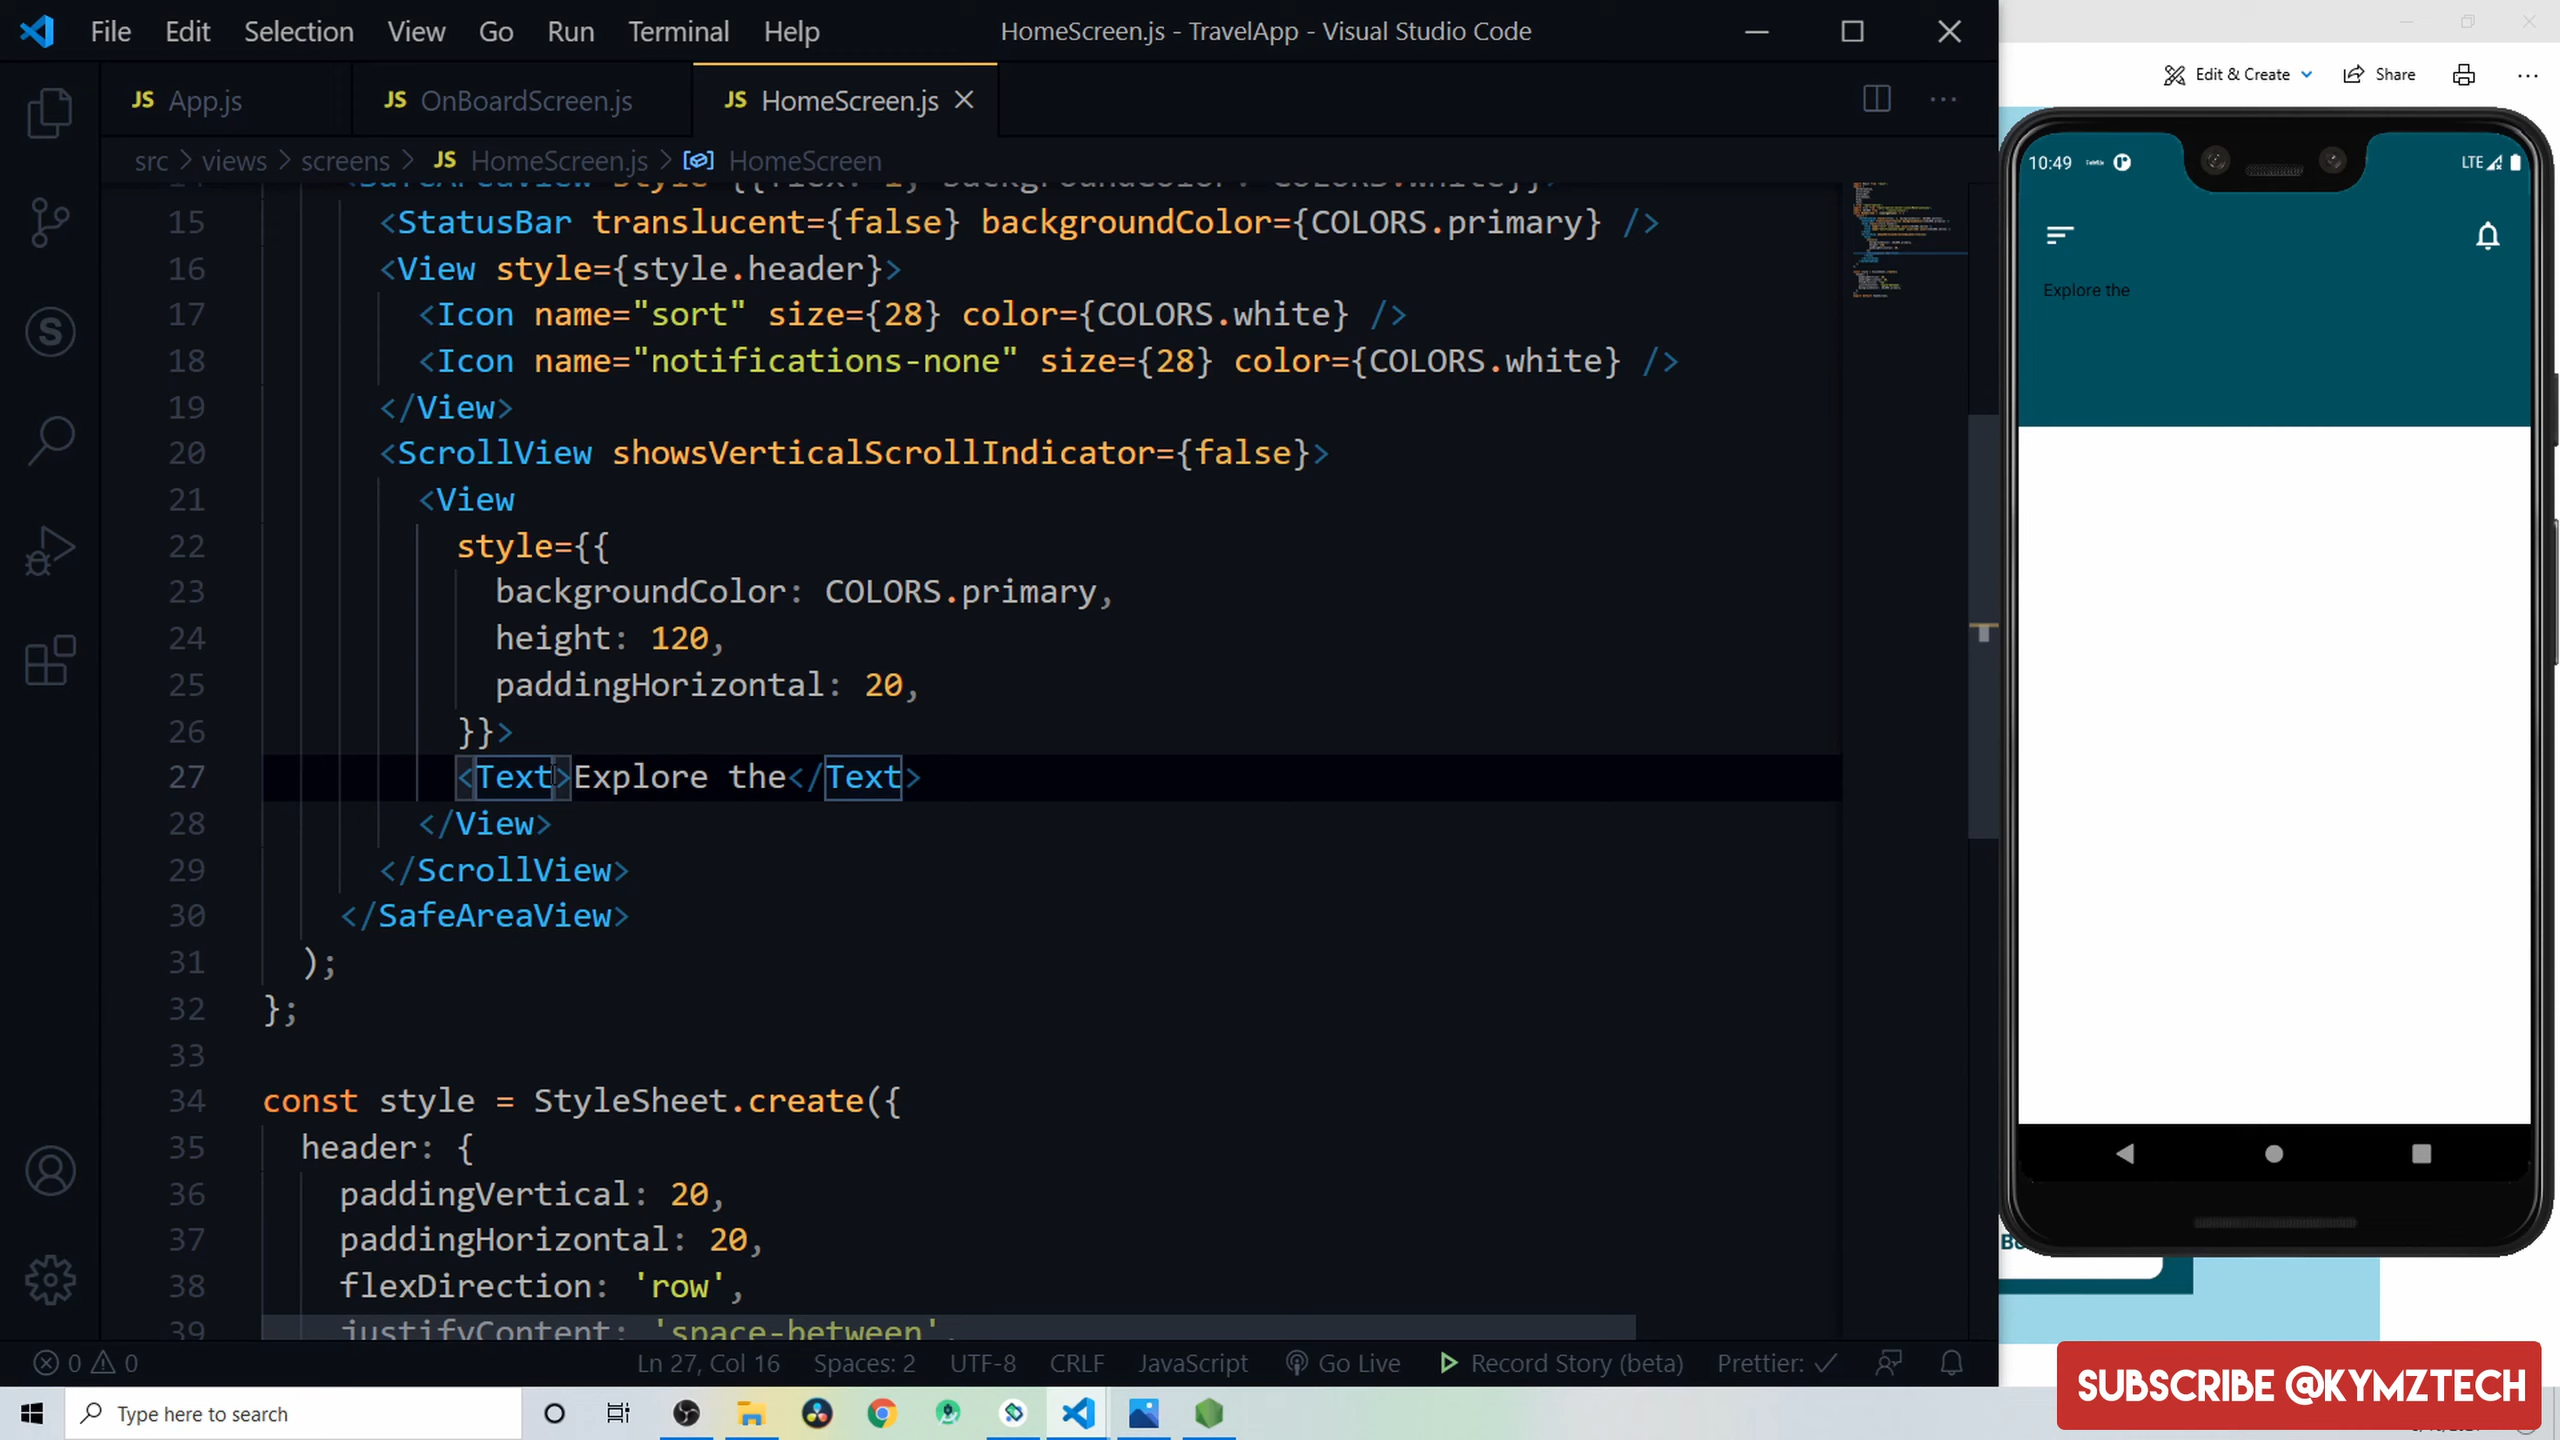 File Edit Selection View Go Run Terminal Help HomeScreen.js - TravelApp - Visual Studio Code
JS App.js JS OnBoardScreen.js JS HomeScreen.js
src > views > screens > JS HomeScreen.js > HomeScreen
15 <StatusBar translucent={false} backgroundColor={COLORS.primary} />
16 <View style={style.header}>
17 <Icon name="sort" size={28} color={COLORS.white} />
18 <Icon name="notifications-none" size={28} color={COLORS.white} />
19 </View>
20 <ScrollView showsVerticalScrollIndicator={false}>
21 <View
22 style={{
23 backgroundColor: COLORS.primary,
24 height: 120,
25 paddingHorizontal: 20,
26 }}>
27 <Text>Explore the</Text>
28 </View>
29 </ScrollView>
30 </SafeAreaView>
31 );
32 };
33
34 const style = StyleSheet.create({
35 header: {
36 paddingVertical: 20,
37 paddingHorizontal: 20,
38 flexDirection: 'row',
39 justifyContent: 'space-between',
0 0 Ln 27, Col 16 Spaces: 2 UTF-8 CRLF JavaScript Go Live Record Story (beta) Prettier: ✓
Type here to search
Edit & Create Share
10:49 LTE
Explore the
SUBSCRIBE @KYMZTECH